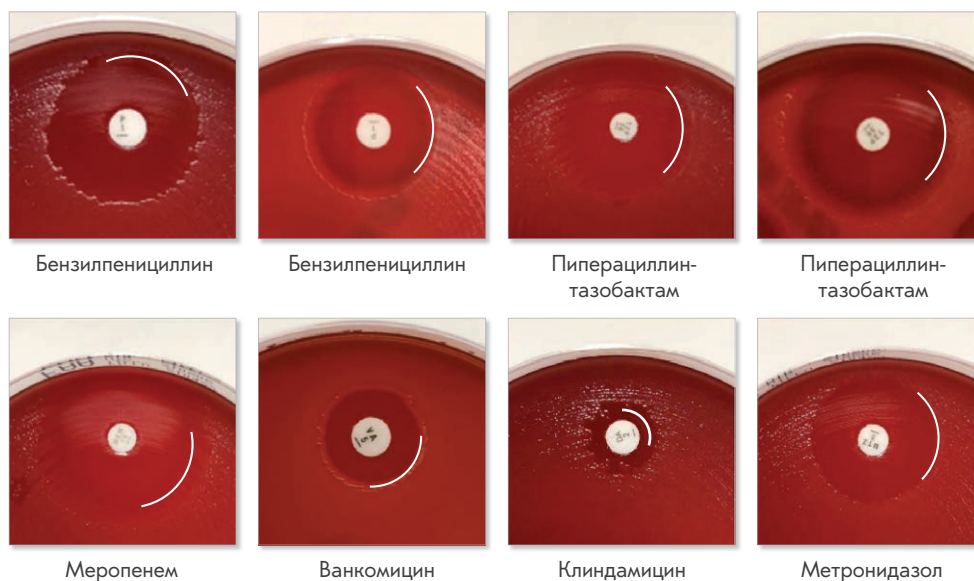 Бензилпенициллин
Бензилпенициллин
Пиперациллин-
тазобактам
Пиперациллин-
тазобактам
Меропенем
Ванкомицин
Клиндамицин
Метронидазол